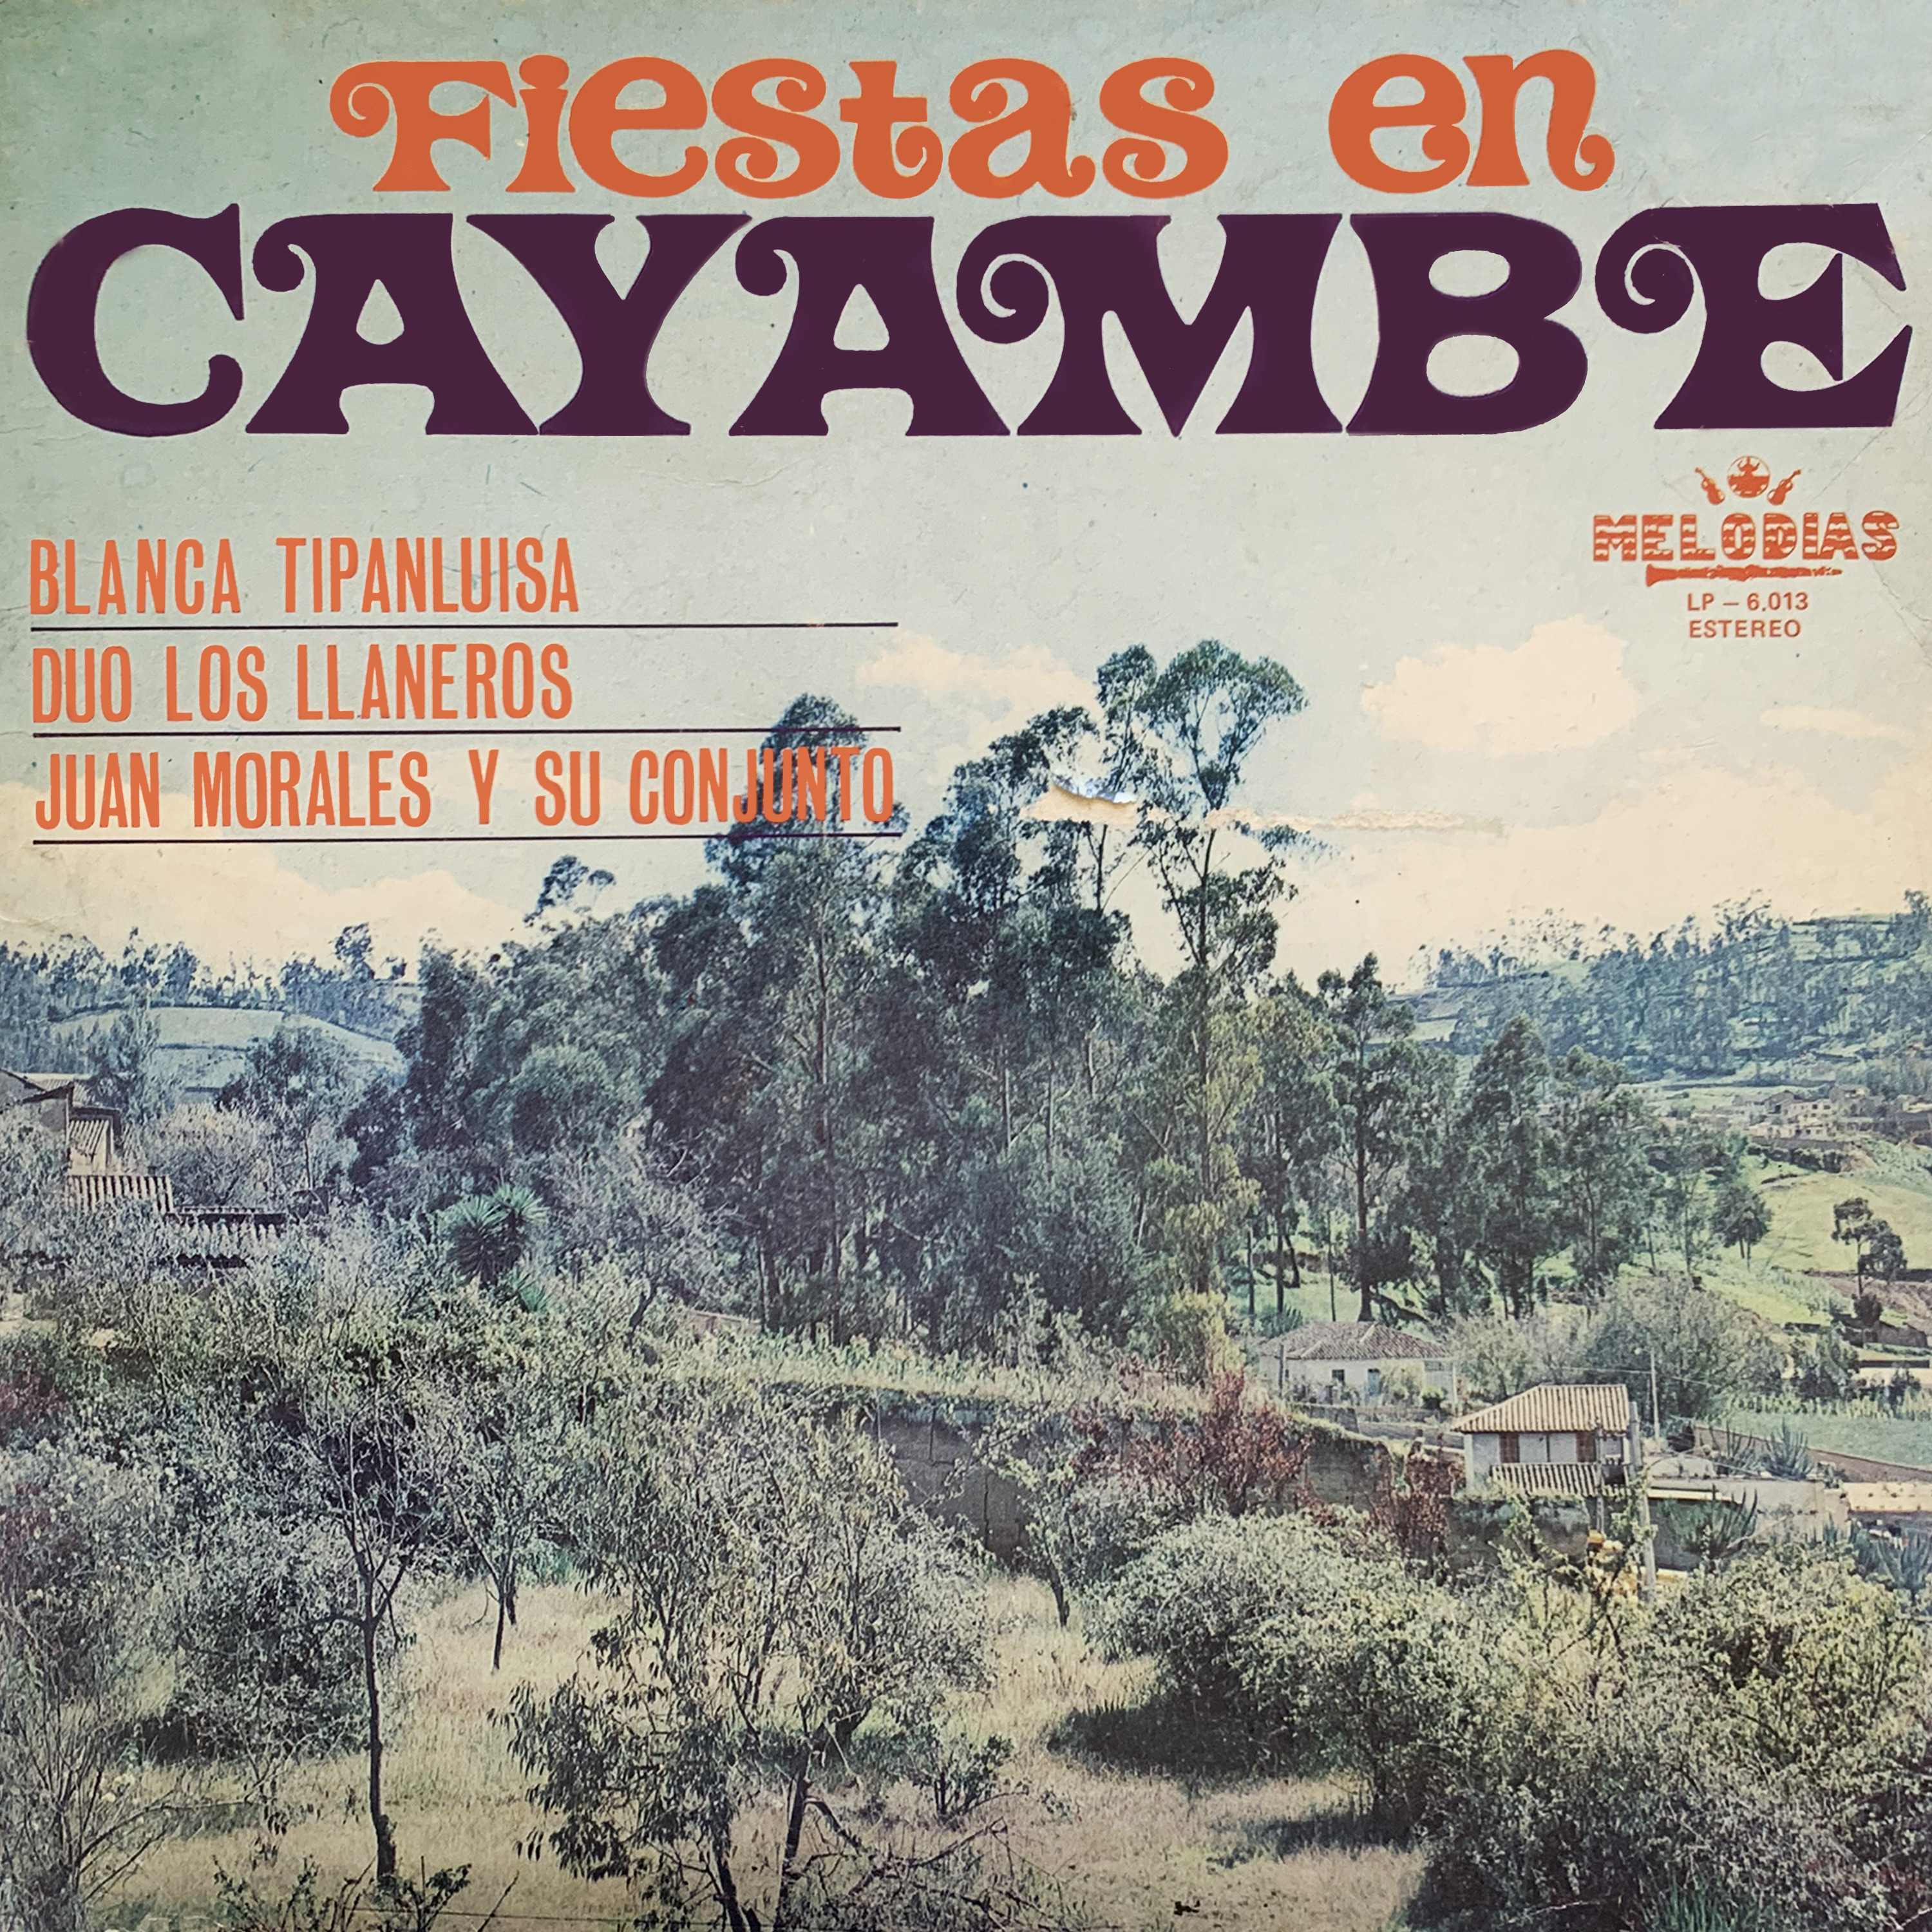 Fiestas en
CAYAMBE
MELODIAS
LP – 6.013
ESTEREO
BLANCA TIPANLUISA
DUO LOS LLANEROS
JUAN MORALES Y SU CONJUNTO